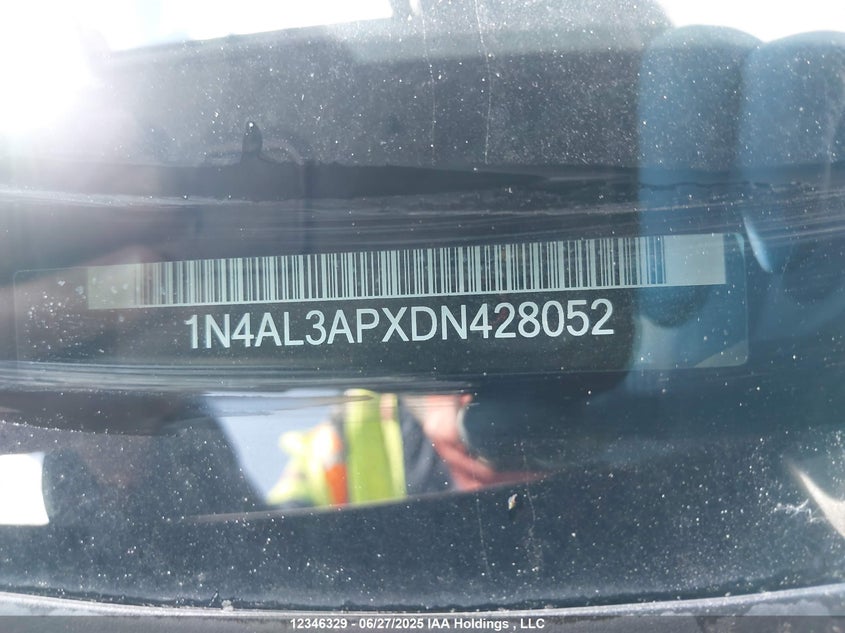 1N4AL3APXDN428052
12346329 - 06/27/2025 IAA Holdings , LLC